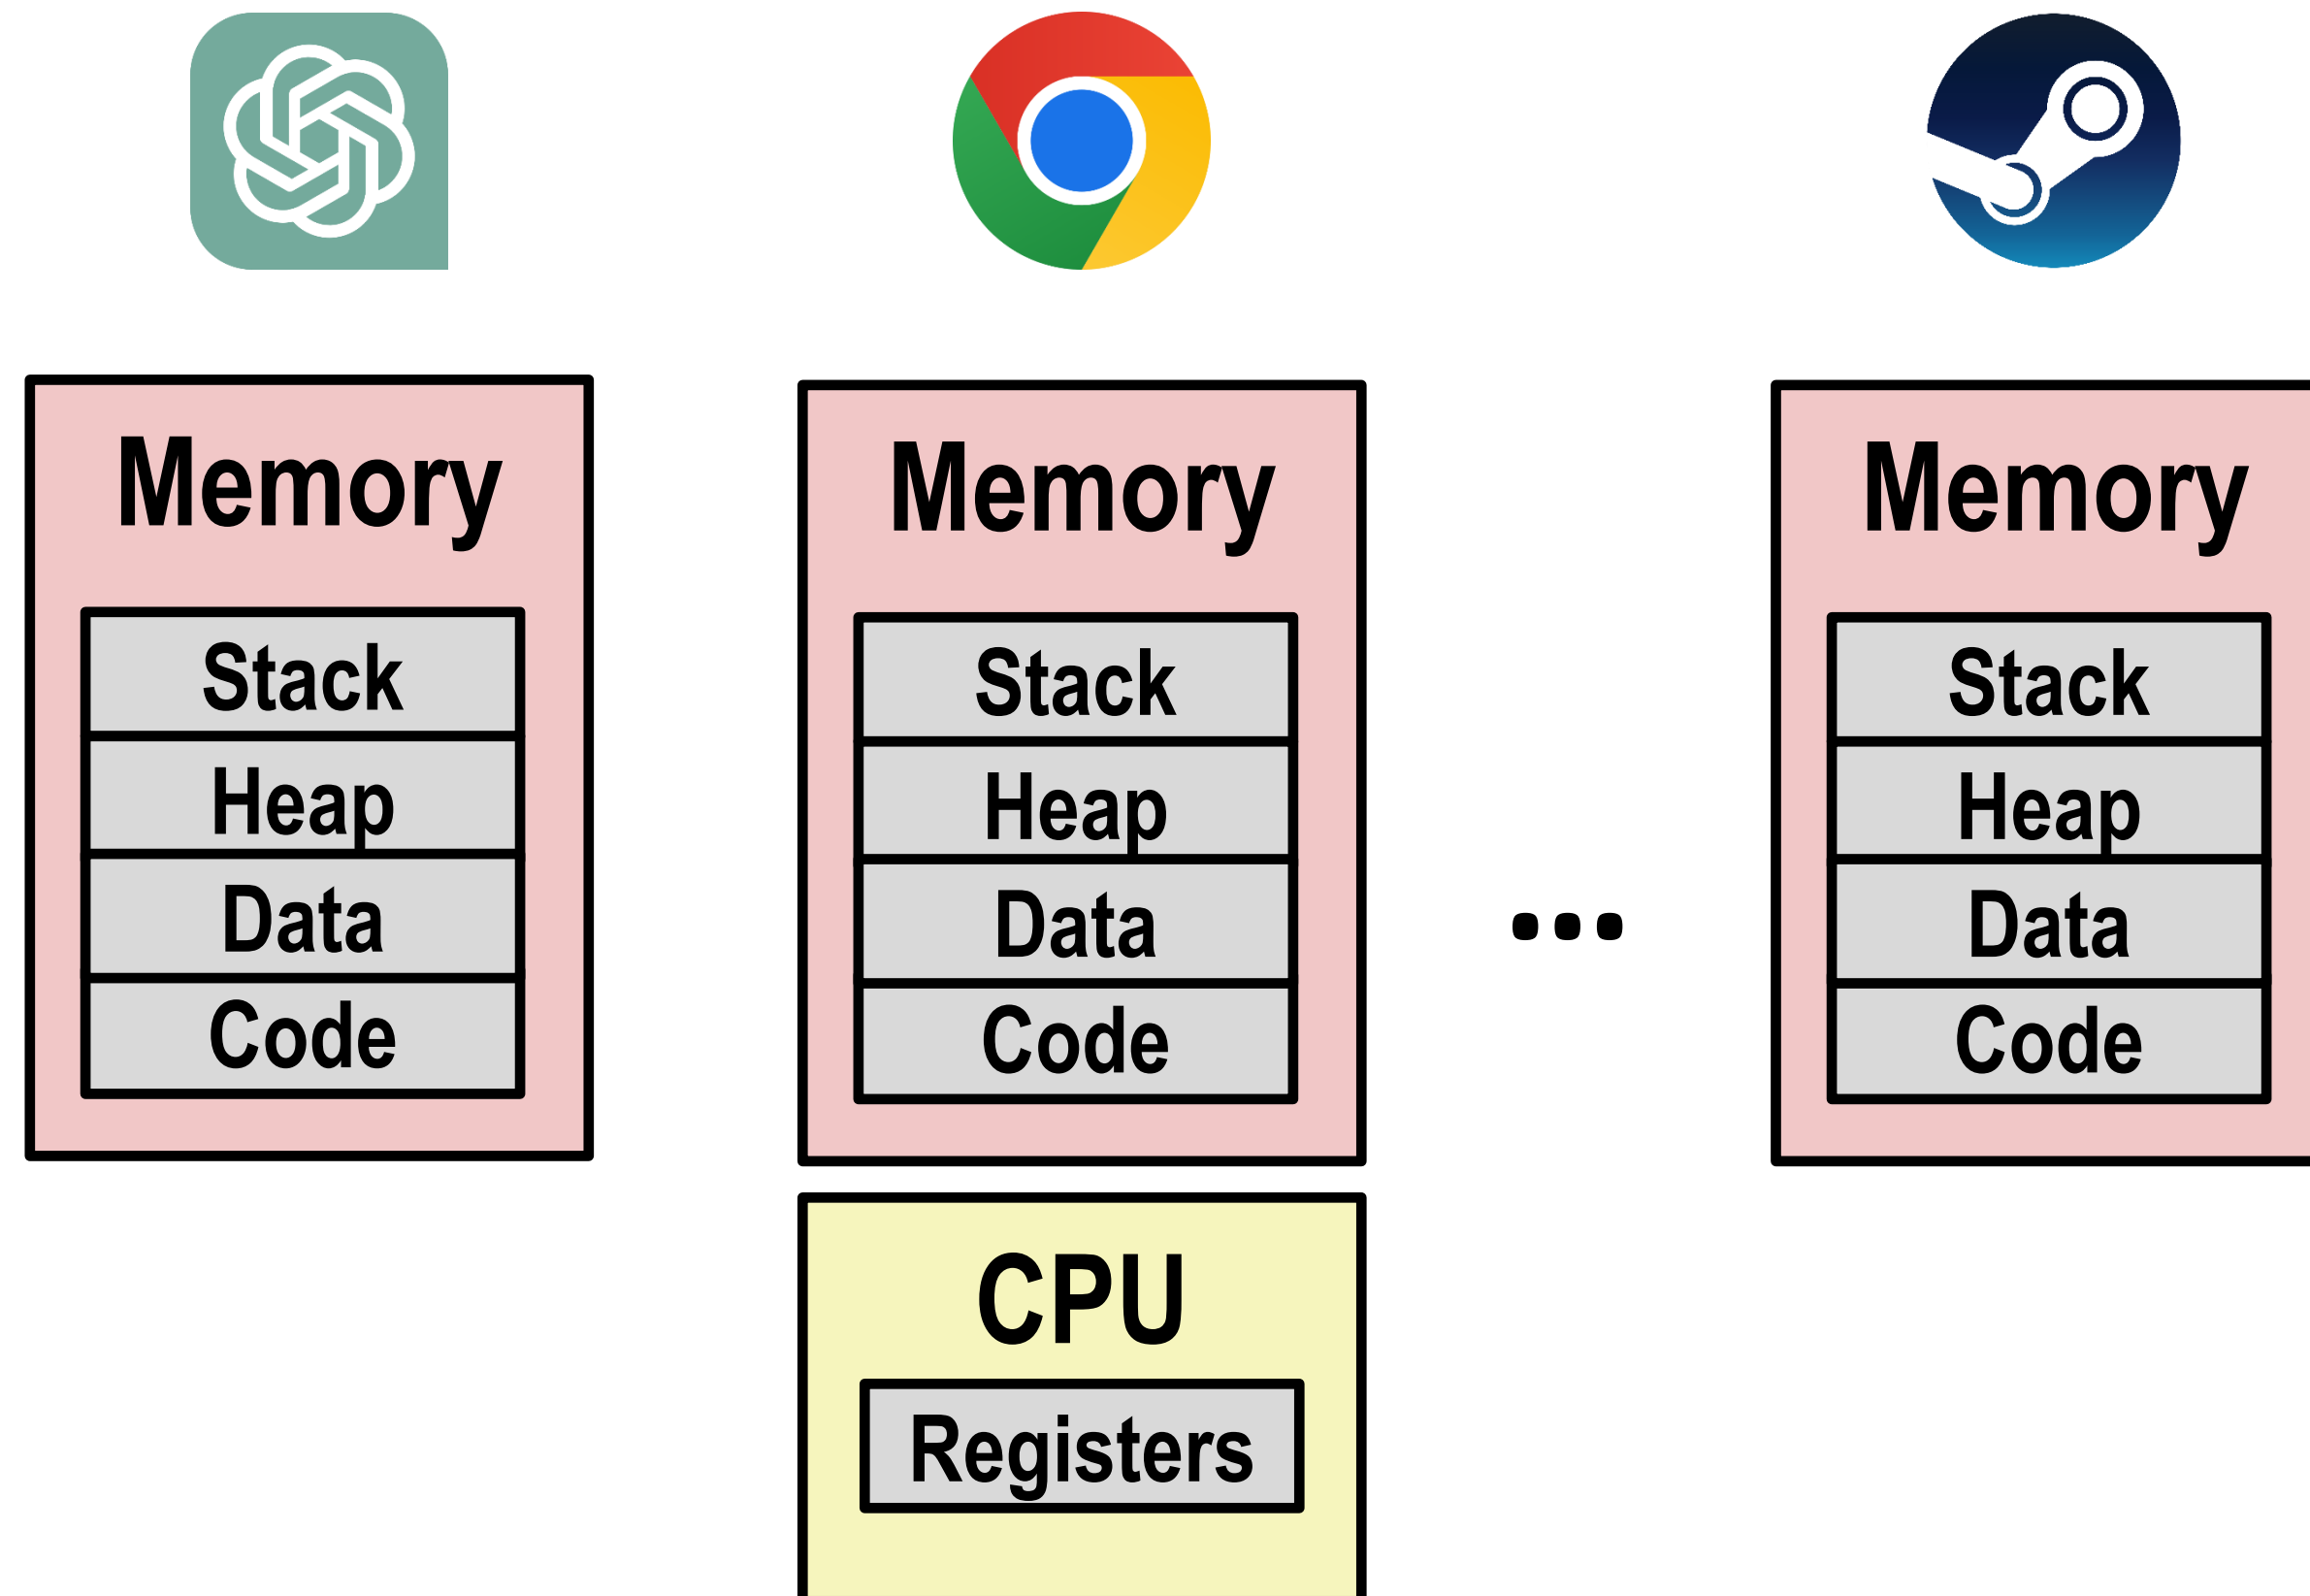 Memory
Stack
Heap
Data
Code
Memory
Stack
Heap
Data
Code
...
Memory
Stack
Heap
Data
Code
CPU
Registers